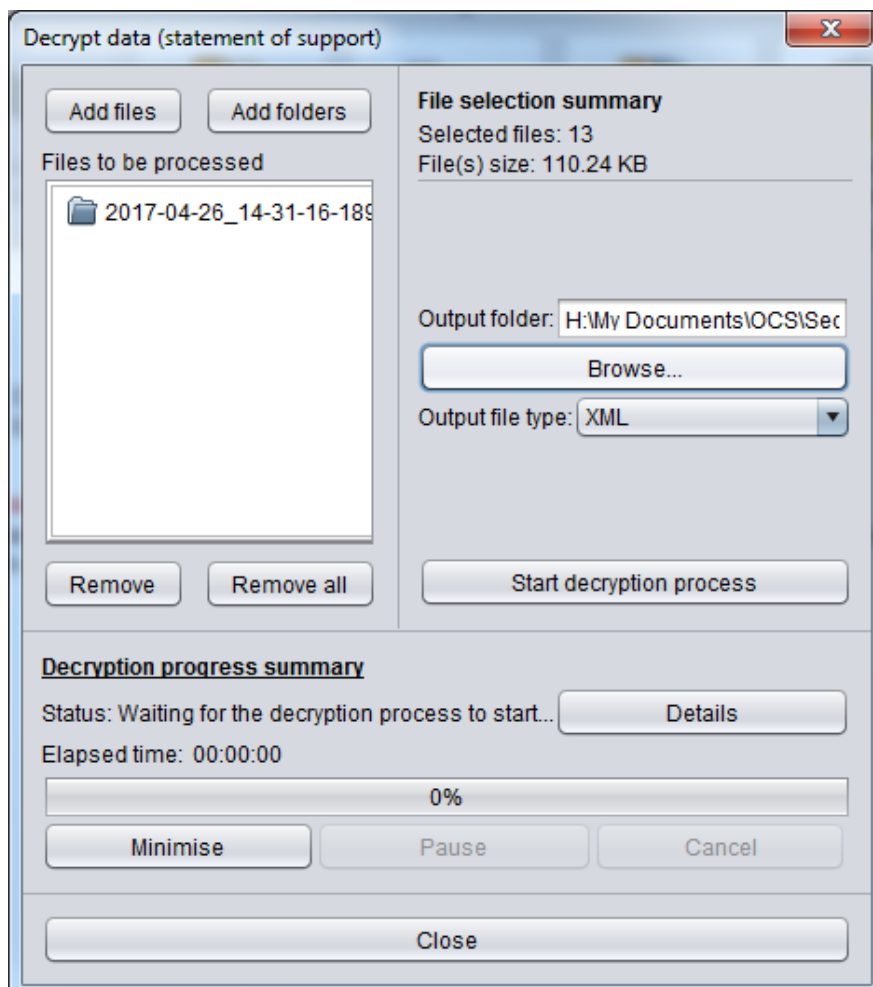 Decrypt data (statement of support)
Add files
Add folders
Files to be processed
2017-04-26_14-31-16-189
Remove
Remove all
File selection summary
Selected files: 13
File(s) size: 110.24 KB
Output folder: H:\My Documents\OCS\Sec
Browse...
Output file type: XML
Start decryption process
Decryption progress summary
Status: Waiting for the decryption process to start...
Details
Elapsed time: 00:00:00
0%
Minimise
Pause
Cancel
Close